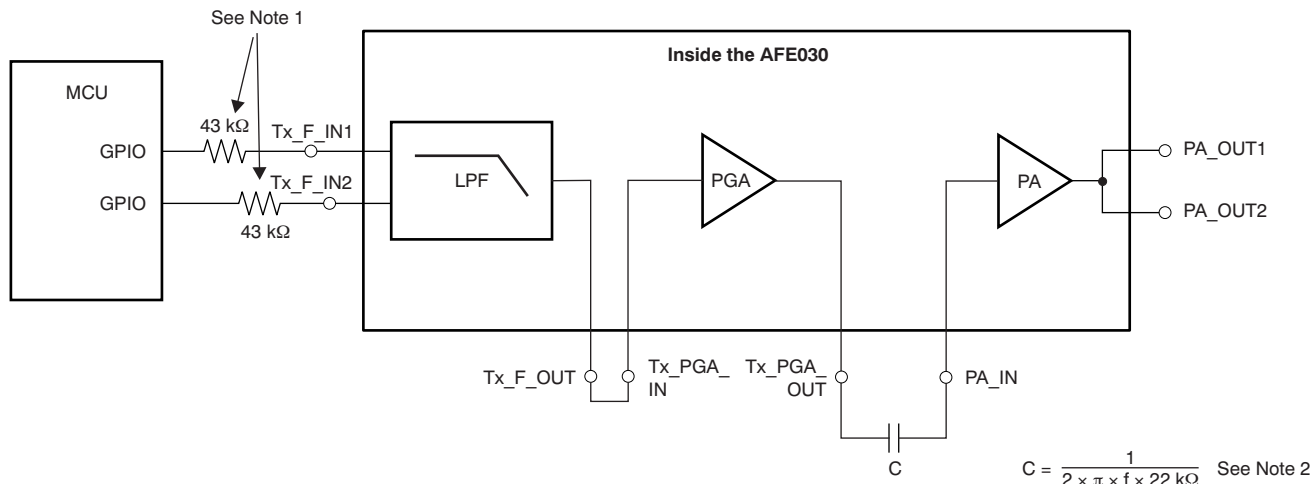 See Note 1
Inside the AFE030
MCU
43 kΩ
Tx_F_IN1
GPIO
LPF
PGA
PA
PA_OUT1
Tx_F_IN2
GPIO
43 kΩ
PA_OUT2
Tx_F_OUT
Tx_PGA_
IN
Tx_PGA_
OUT
PA_IN
C
C = 1 / 2 × π × f × 22 kΩ See Note 2